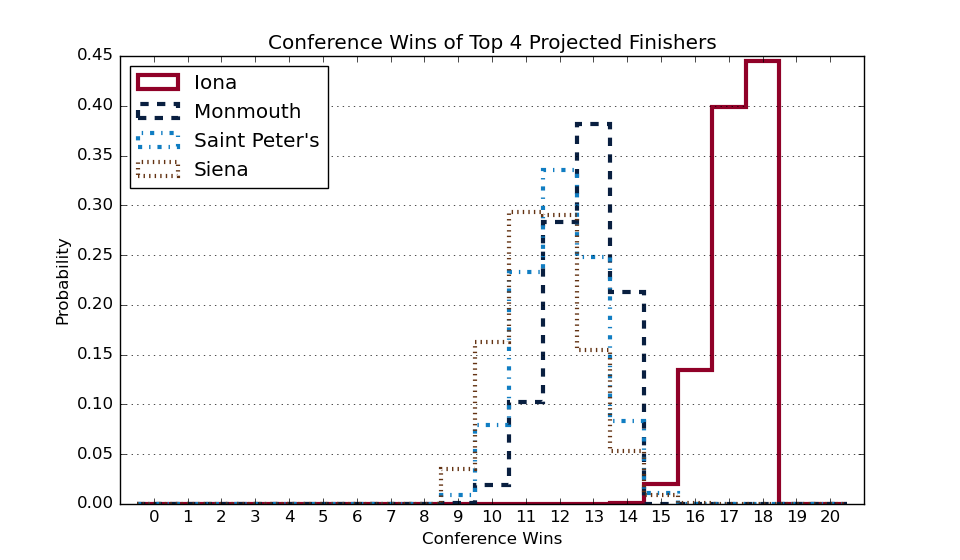 Conference Wins of Top 4 Projected Finishers
Iona
Monmouth
Saint Peter's
Siena
Probability
0.45
0.40
0.35
0.30
0.25
0.20
0.15
0.10
0.05
0.00
0 1 2 3 4 5 6 7 8 9 10 11 12 13 14 15 16 17 18 19 20
Conference Wins